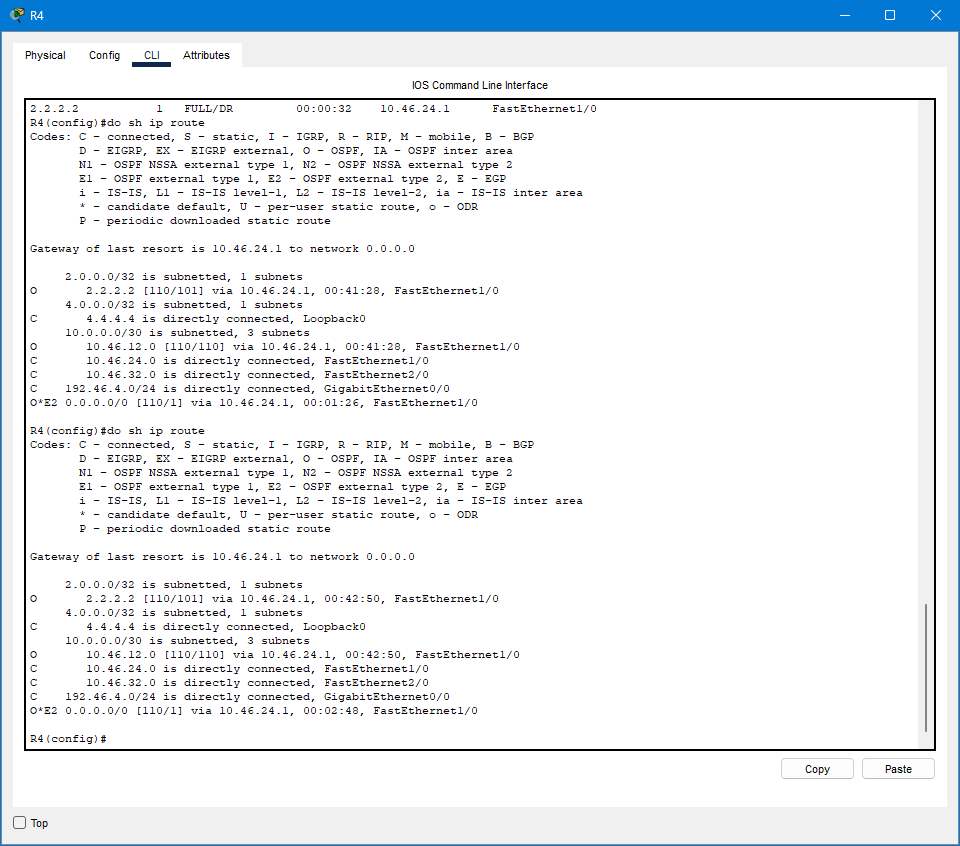 R4
Physical Config CLI Attributes
IOS Command Line Interface
2.2.2.2           1   FULL/DR         00:00:32    10.46.24.1      FastEthernet1/0
R4(config)#do sh ip route
Codes: C - connected, S - static, I - IGRP, R - RIP, M - mobile, B - BGP
       D - EIGRP, EX - EIGRP external, O - OSPF, IA - OSPF inter area
       N1 - OSPF NSSA external type 1, N2 - OSPF NSSA external type 2
       E1 - OSPF external type 1, E2 - OSPF external type 2, E - EGP
       i - IS-IS, L1 - IS-IS level-1, L2 - IS-IS level-2, ia - IS-IS inter area
       * - candidate default, U - per-user static route, o - ODR
       P - periodic downloaded static route

Gateway of last resort is 10.46.24.1 to network 0.0.0.0

     2.0.0.0/32 is subnetted, 1 subnets
O       2.2.2.2 [110/101] via 10.46.24.1, 00:41:28, FastEthernet1/0
     4.0.0.0/32 is subnetted, 1 subnets
C       4.4.4.4 is directly connected, Loopback0
     10.0.0.0/30 is subnetted, 3 subnets
O       10.46.12.0 [110/110] via 10.46.24.1, 00:41:28, FastEthernet1/0
C       10.46.24.0 is directly connected, FastEthernet1/0
C       10.46.32.0 is directly connected, FastEthernet2/0
C    192.46.4.0/24 is directly connected, GigabitEthernet0/0
O*E2 0.0.0.0/0 [110/1] via 10.46.24.1, 00:01:26, FastEthernet1/0

R4(config)#do sh ip route
Codes: C - connected, S - static, I - IGRP, R - RIP, M - mobile, B - BGP
       D - EIGRP, EX - EIGRP external, O - OSPF, IA - OSPF inter area
       N1 - OSPF NSSA external type 1, N2 - OSPF NSSA external type 2
       E1 - OSPF external type 1, E2 - OSPF external type 2, E - EGP
       i - IS-IS, L1 - IS-IS level-1, L2 - IS-IS level-2, ia - IS-IS inter area
       * - candidate default, U - per-user static route, o - ODR
       P - periodic downloaded static route

Gateway of last resort is 10.46.24.1 to network 0.0.0.0

     2.0.0.0/32 is subnetted, 1 subnets
O       2.2.2.2 [110/101] via 10.46.24.1, 00:42:50, FastEthernet1/0
     4.0.0.0/32 is subnetted, 1 subnets
C       4.4.4.4 is directly connected, Loopback0
     10.0.0.0/30 is subnetted, 3 subnets
O       10.46.12.0 [110/110] via 10.46.24.1, 00:42:50, FastEthernet1/0
C       10.46.24.0 is directly connected, FastEthernet1/0
C       10.46.32.0 is directly connected, FastEthernet2/0
C    192.46.4.0/24 is directly connected, GigabitEthernet0/0
O*E2 0.0.0.0/0 [110/1] via 10.46.24.1, 00:02:48, FastEthernet1/0

R4(config)#
Copy Paste
Top